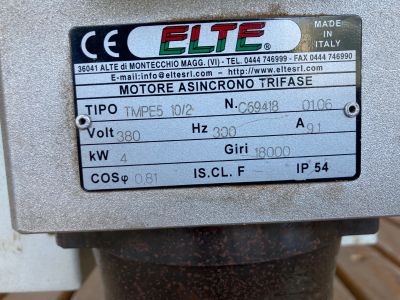 CE ELTE ® MADE IN ITALY
36041 ALTE di MONTECCHIO MAGG. (VI) - TEL. 0444 746999 - FAX 0444 746990
E-mail:info@eltesrl.com - http://www.eltesrl.com
MOTORE ASINCRONO TRIFASE
TIPO TMPE5 10/2 N. C69418 01.06
Volt 380 Hz 300 A 9.1
kW 4 Giri 18000
COSφ 0.81 IS.CL. F IP 54